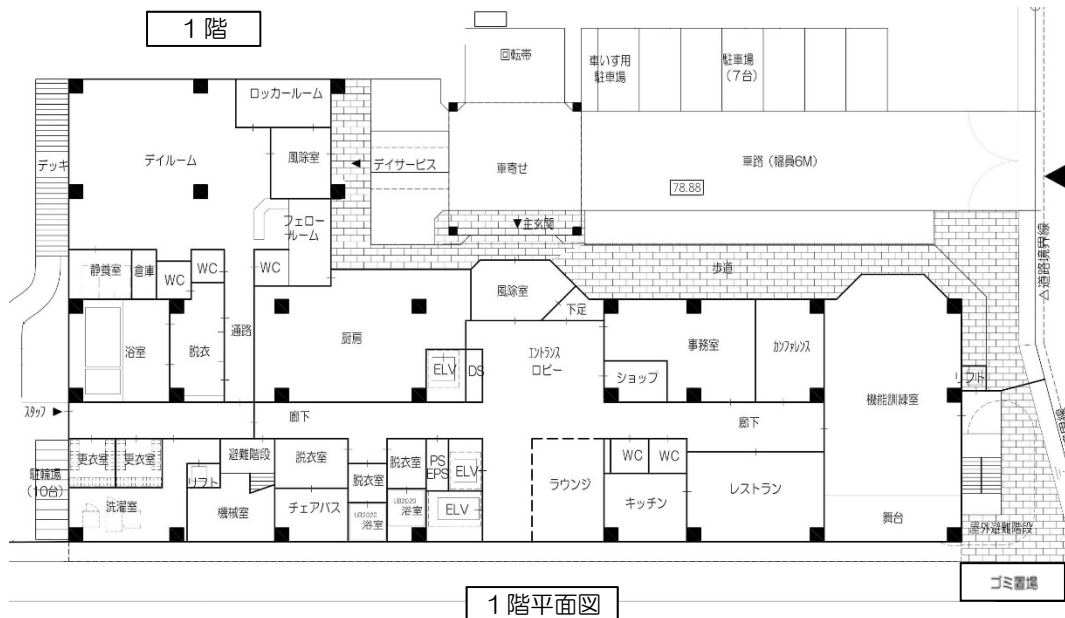 1階
回転帯
車いす用
駐車場
駐車場
(7台)
ロッカールーム
デッキ
デイルーム
風除室
デイサービス
車寄せ
車路(幅員6M)
78.88
フェロー
ルーム
主玄関
△道路境界線
静養室
倉庫
WC
WC
WC
歩道
風除室
下足
浴室
脱衣
通路
厨房
ELV
DS
エントランス
ロビー
事務室
カンファレンス
ショップ
リフト
機能訓練室
スタッフ
廊下
廊下
更衣室
更衣室
避難階段
脱衣室
脱衣室
PS
EPS
ELV
WC
WC
駐輪場
(10台)
リフト
脱衣室
ラウンジ
レストラン
洗濯室
機械室
チェアバス
UB2020
浴室
UB2020
浴室
ELV
キッチン
舞台
屋外避難階段
ゴミ置場
1階平面図